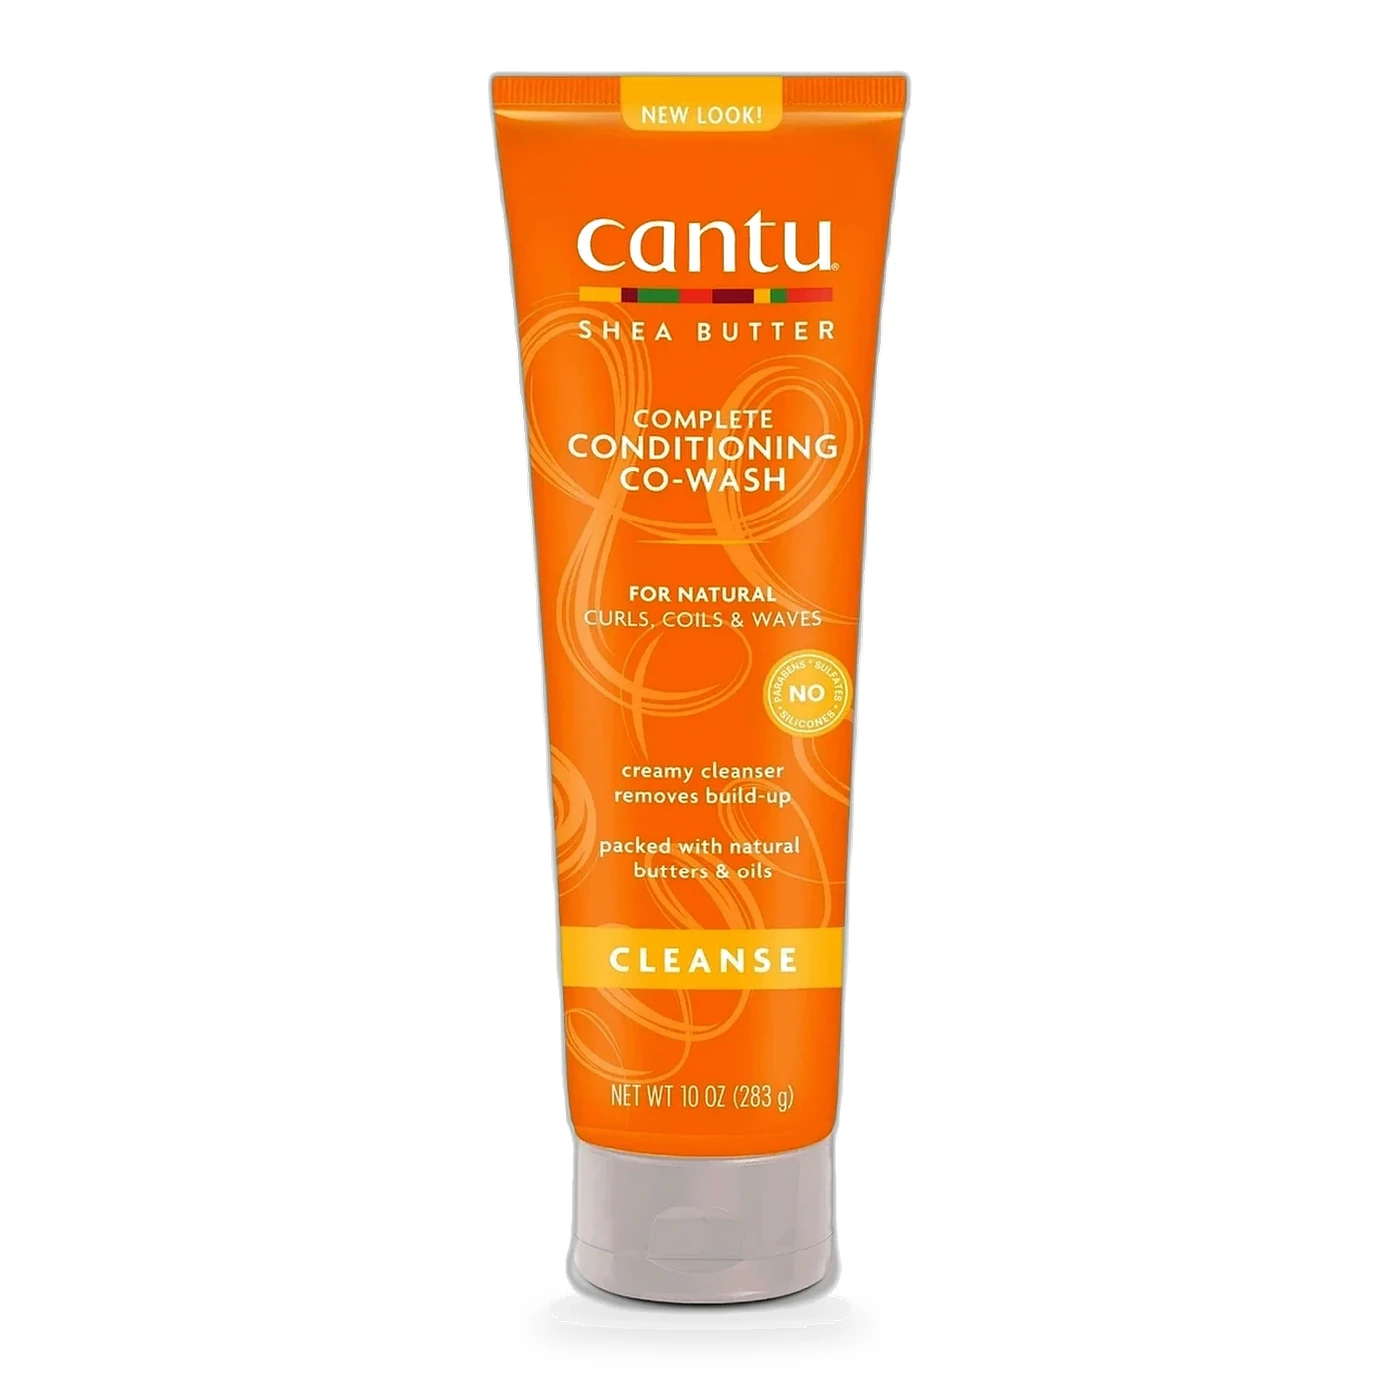 NEW LOOK!
cantu®
SHEA BUTTER
COMPLETE
CONDITIONING
CO-WASH
FOR NATURAL
CURLS, COILS & WAVES
PARABENS • SULFATES • SILICONES •
NO
creamy cleanser
removes build-up
packed with natural
butters & oils
CLEANSE
NET WT 10 OZ (283 g)